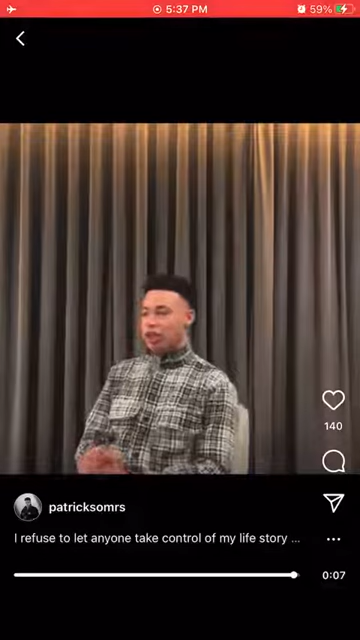 5:37 PM
59%
140
patricksomrs
I refuse to let anyone take control of my life story ...
0:07